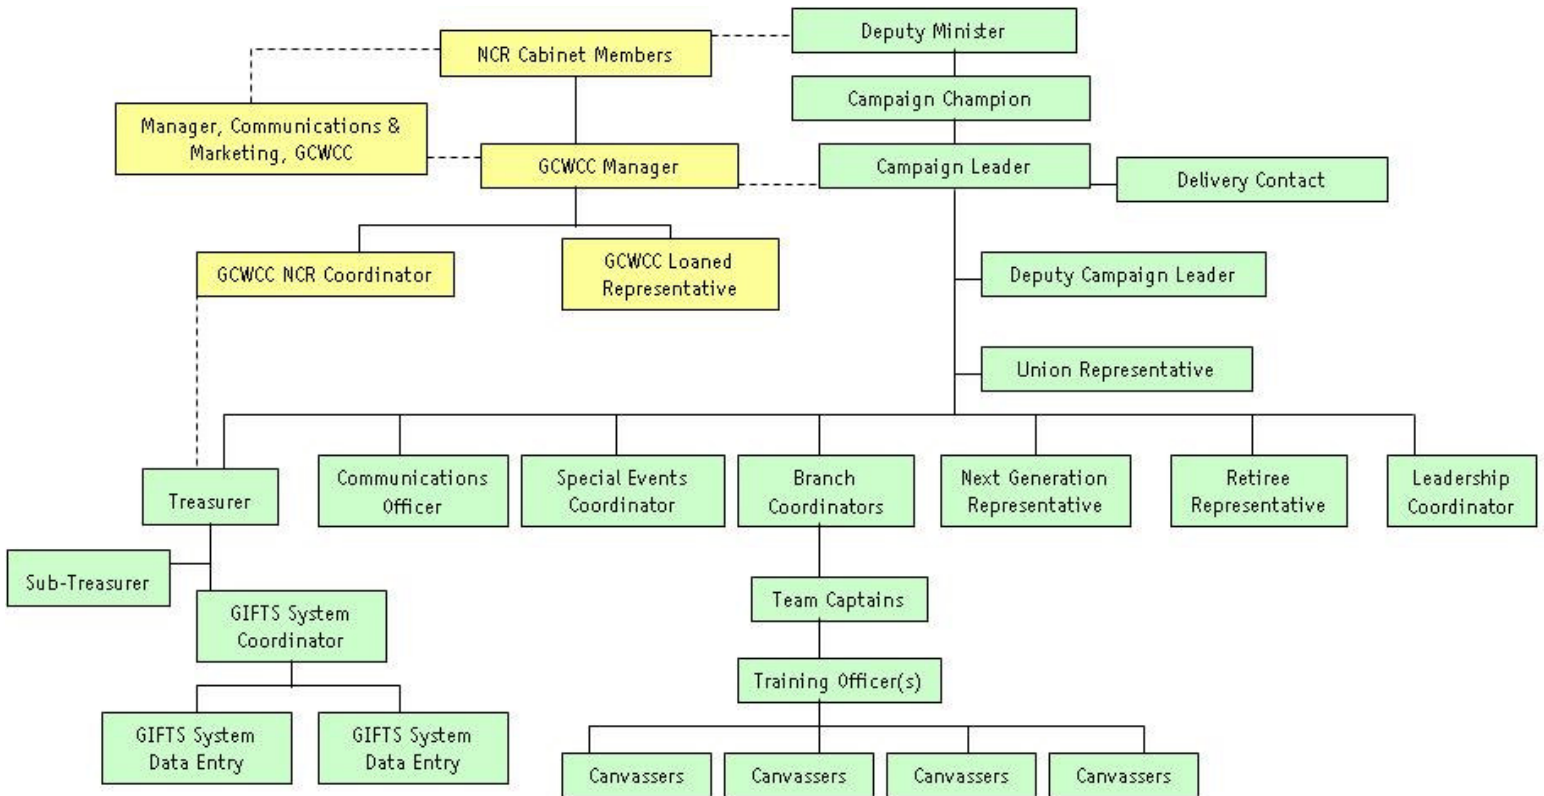 Deputy Minister
NCR Cabinet Members
Campaign Champion
Manager, Communications &
Marketing, GCWCC
GCWCC Manager
Campaign Leader
Delivery Contact
GCWCC NCR Coordinator
GCWCC Loaned
Representative
Deputy Campaign Leader
Union Representative
Treasurer
Communications
Officer
Special Events
Coordinator
Branch
Coordinators
Next Generation
Representative
Retiree
Representative
Leadership
Coordinator
Sub-Treasurer
GIFTS System
Coordinator
Team Captains
Training Officer(s)
GIFTS System
Data Entry
GIFTS System
Data Entry
Canvassers
Canvassers
Canvassers
Canvassers